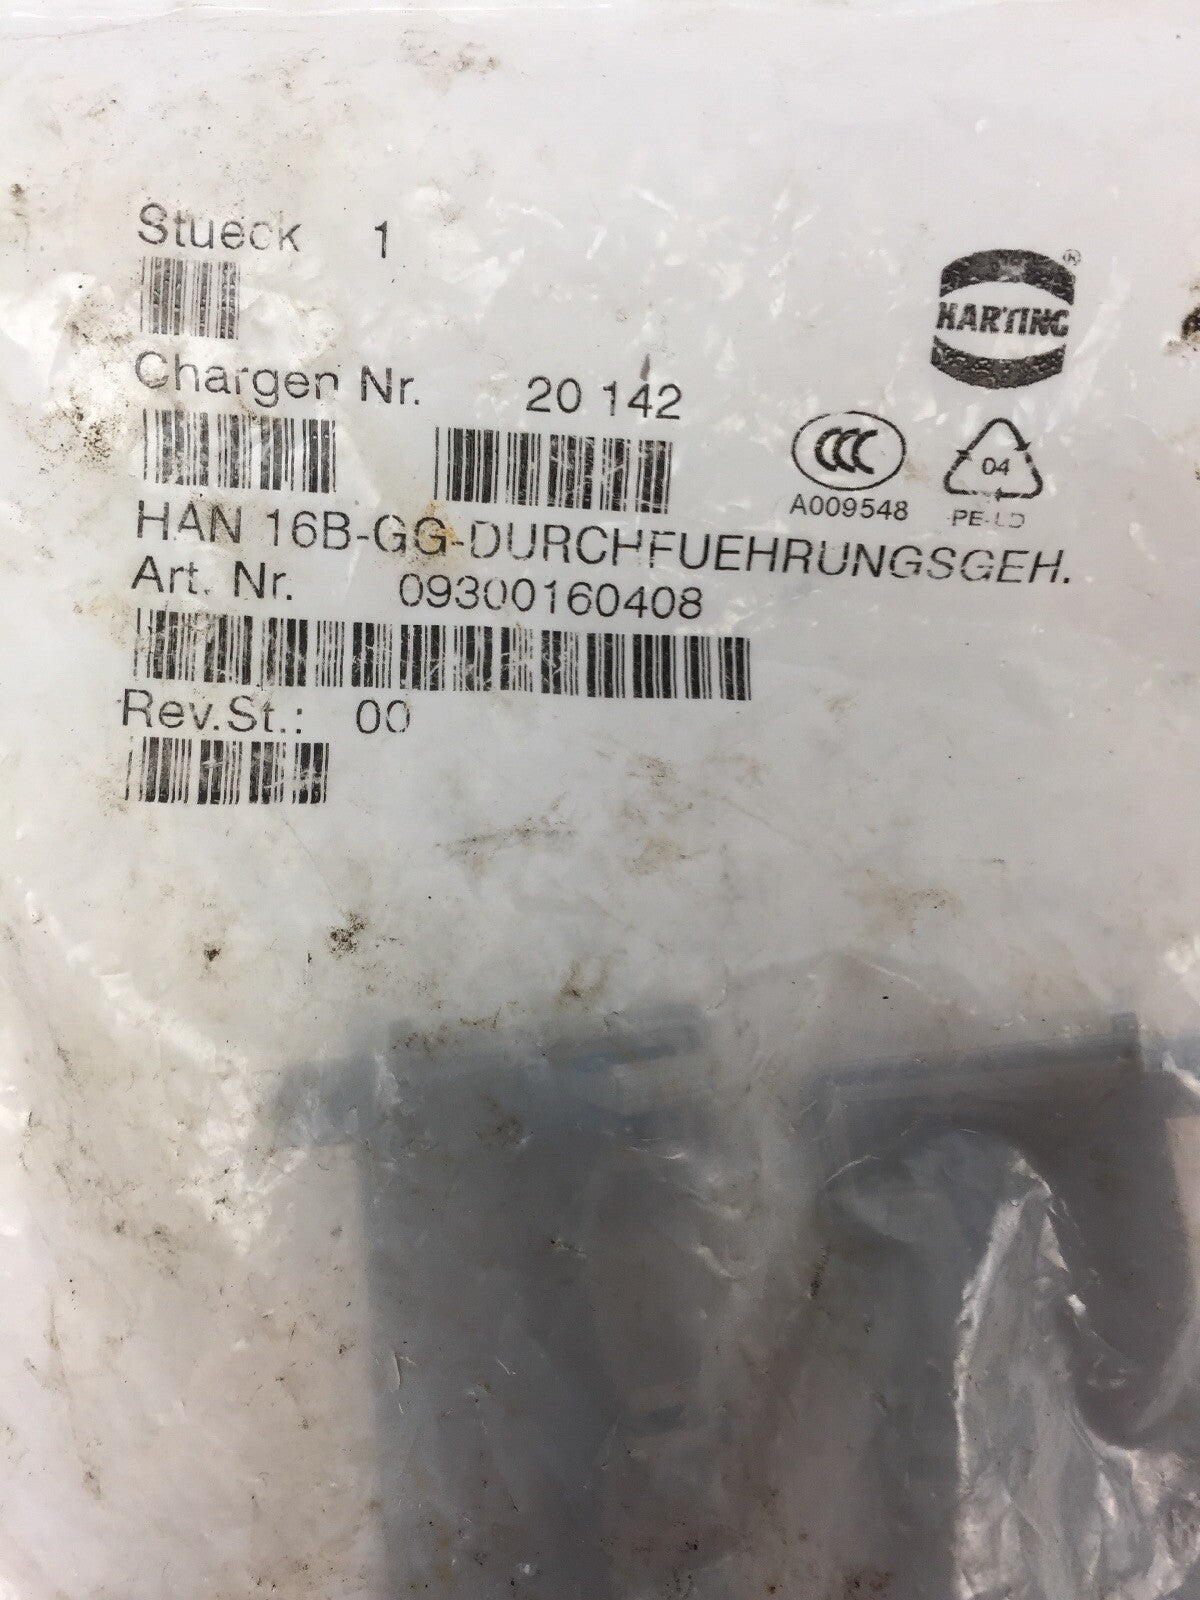 Stueck 1
HARTING®
Chargen Nr. 20 142
CCC
A009548
04
PE-LD
HAN 16B-GG-DURCHFUEHRUNGSGEH.
Art. Nr. 09300160408
Rev.St.: 00